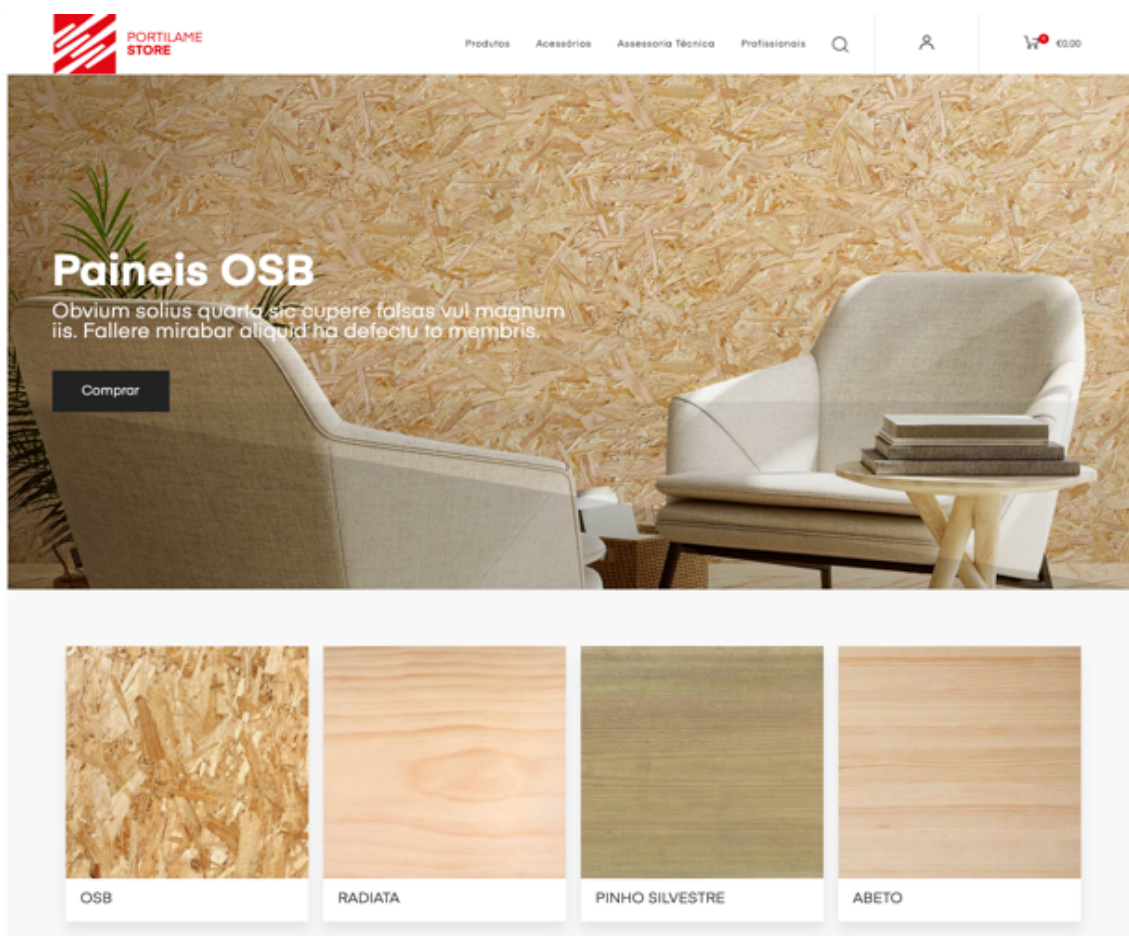 PORTILAME
STORE
Produtos
Acessórios
Assessoria Técnica
Profissionais
€0,00
Paineis OSB
Obvium solius quarta sic cupere falsas vul magnum
iis. Fallere mirabar aliquid ha defectu to membris.
Comprar
OSB
RADIATA
PINHO SILVESTRE
ABETO